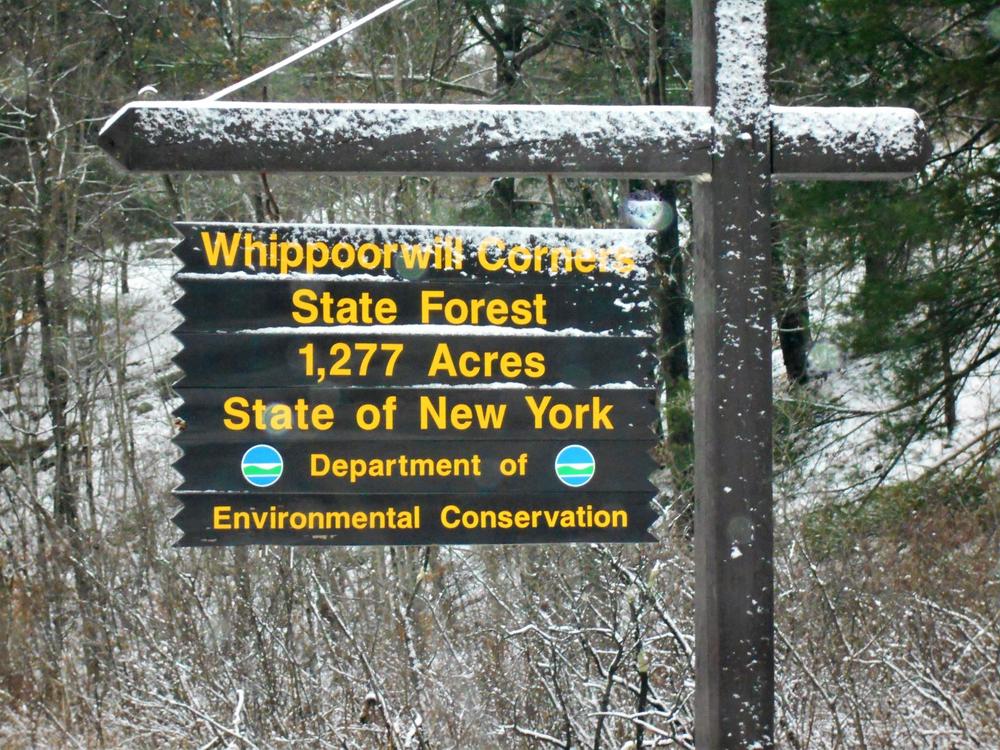 Whippoorwill Corners
State Forest
1,277 Acres
State of New York
Department of
Environmental Conservation